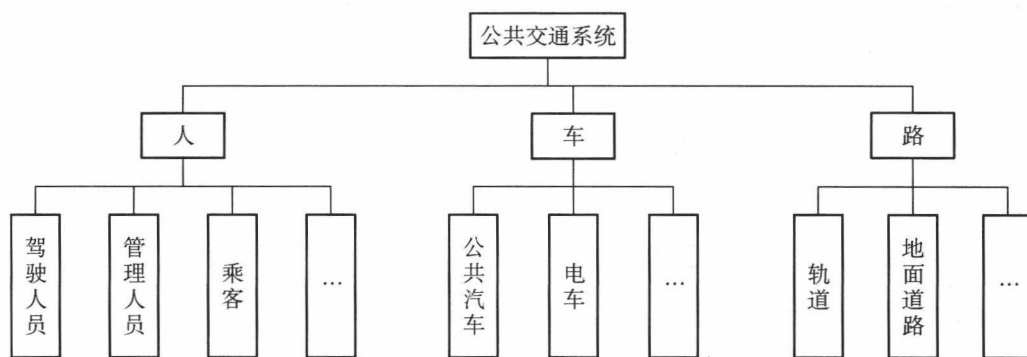 公共交通系统
人
车
路
驾驶人员
管理人员
乘客
…
公共汽车
电车
…
轨道
地面道路
…